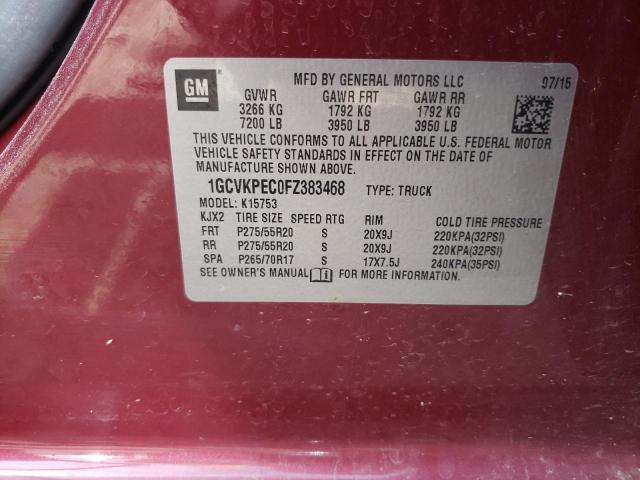 GM
MFD BY GENERAL MOTORS LLC 07/15
GVWR GAWR FRT GAWR RR
3266 KG 1792 KG 1792 KG
7200 LB 3950 LB 3950 LB
THIS VEHICLE CONFORMS TO ALL APPLICABLE U.S. FEDERAL MOTOR
VEHICLE SAFETY STANDARDS IN EFFECT ON THE DATE OF
MANUFACTURE SHOWN ABOVE.
1GCVKPEC0FZ383468 TYPE: TRUCK
MODEL: K15753
KJX2 TIRE SIZE SPEED RTG RIM COLD TIRE PRESSURE
FRT P275/55R20 S 20X9J 220KPA(32PSI)
RR P275/55R20 S 20X9J 220KPA(32PSI)
SPA P265/70R17 S 17X7.5J 240KPA(35PSI)
SEE OWNER'S MANUAL i FOR MORE INFORMATION.